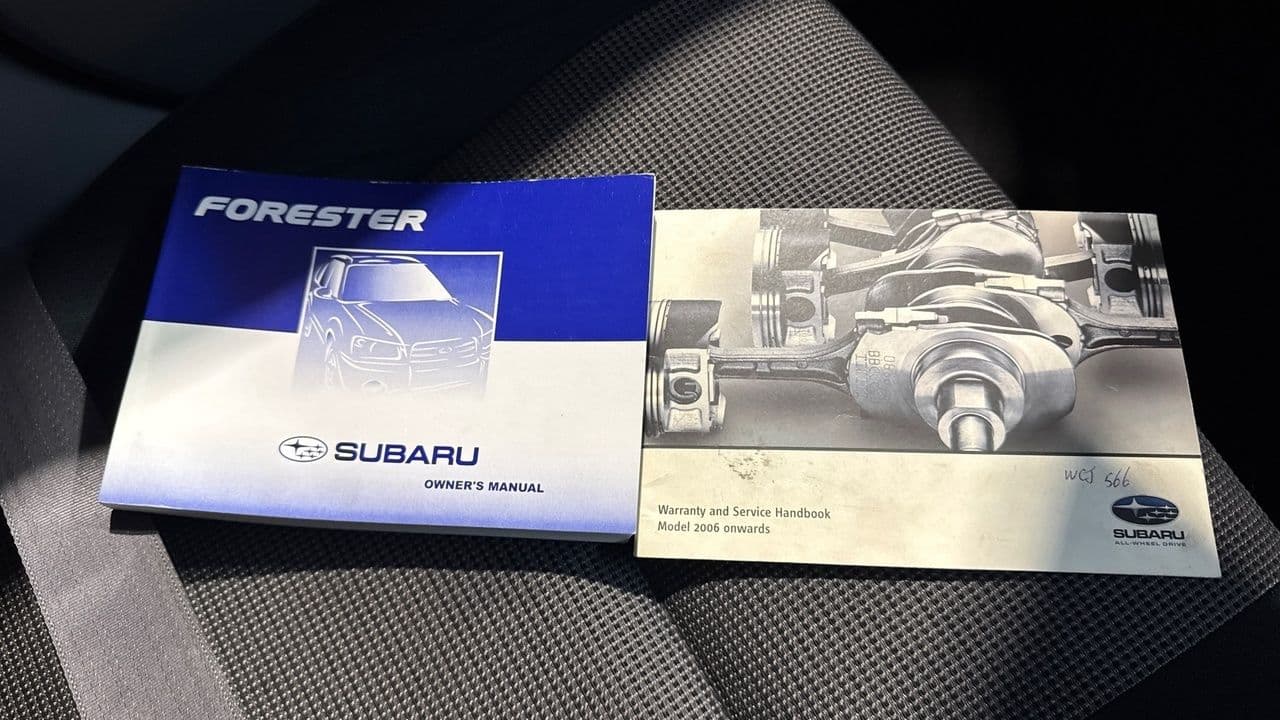 FORESTER
SUBARU
OWNER'S MANUAL
WCJ 566
Warranty and Service Handbook
Model 2006 onwards
SUBARU
ALL-WHEEL DRIVE